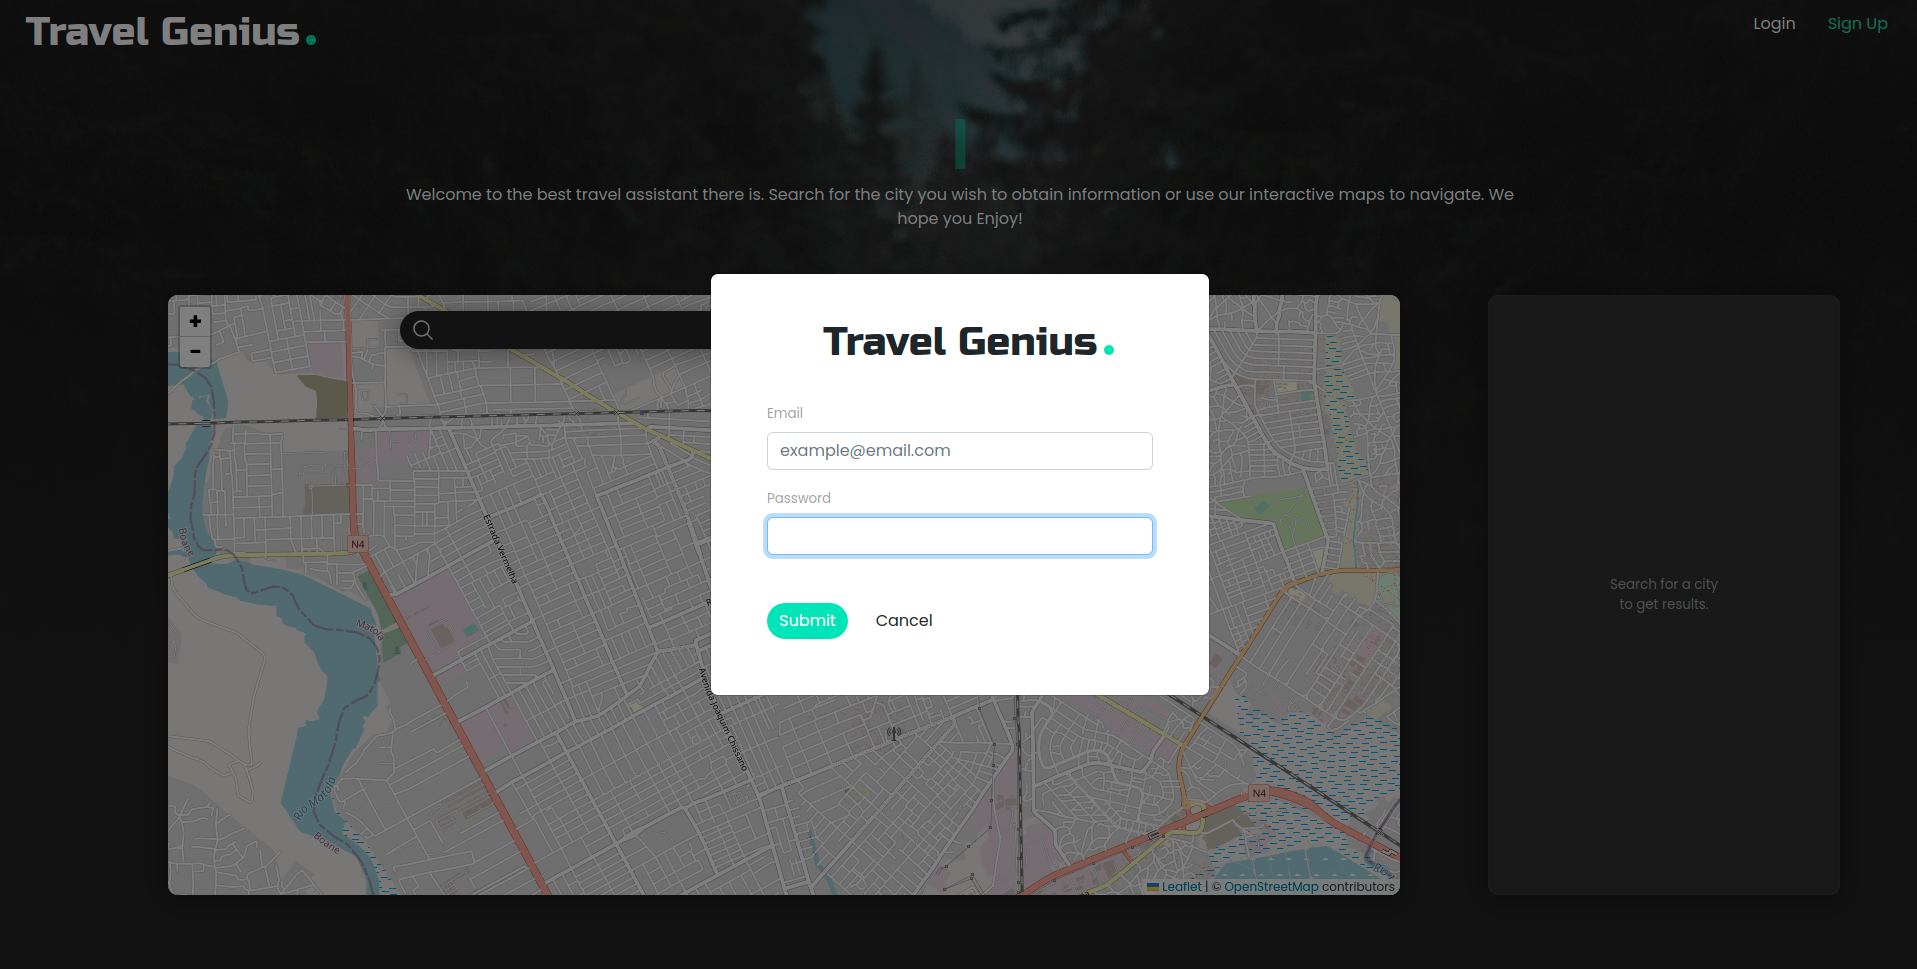 Travel Genius.
Login
Sign Up
Welcome to the best travel assistant there is. Search for the city you wish to obtain information or use our interactive maps to navigate. We
hope you Enjoy!
+
−
Travel Genius.
Email
example@email.com
Password
Submit
Cancel
Search for a city
to get results.
Estrada Vermelha
Boane
N4
Matola
Avenida Joaquim Chissano
Rio Matola
Boane
N4
Leaflet | © OpenStreetMap contributors